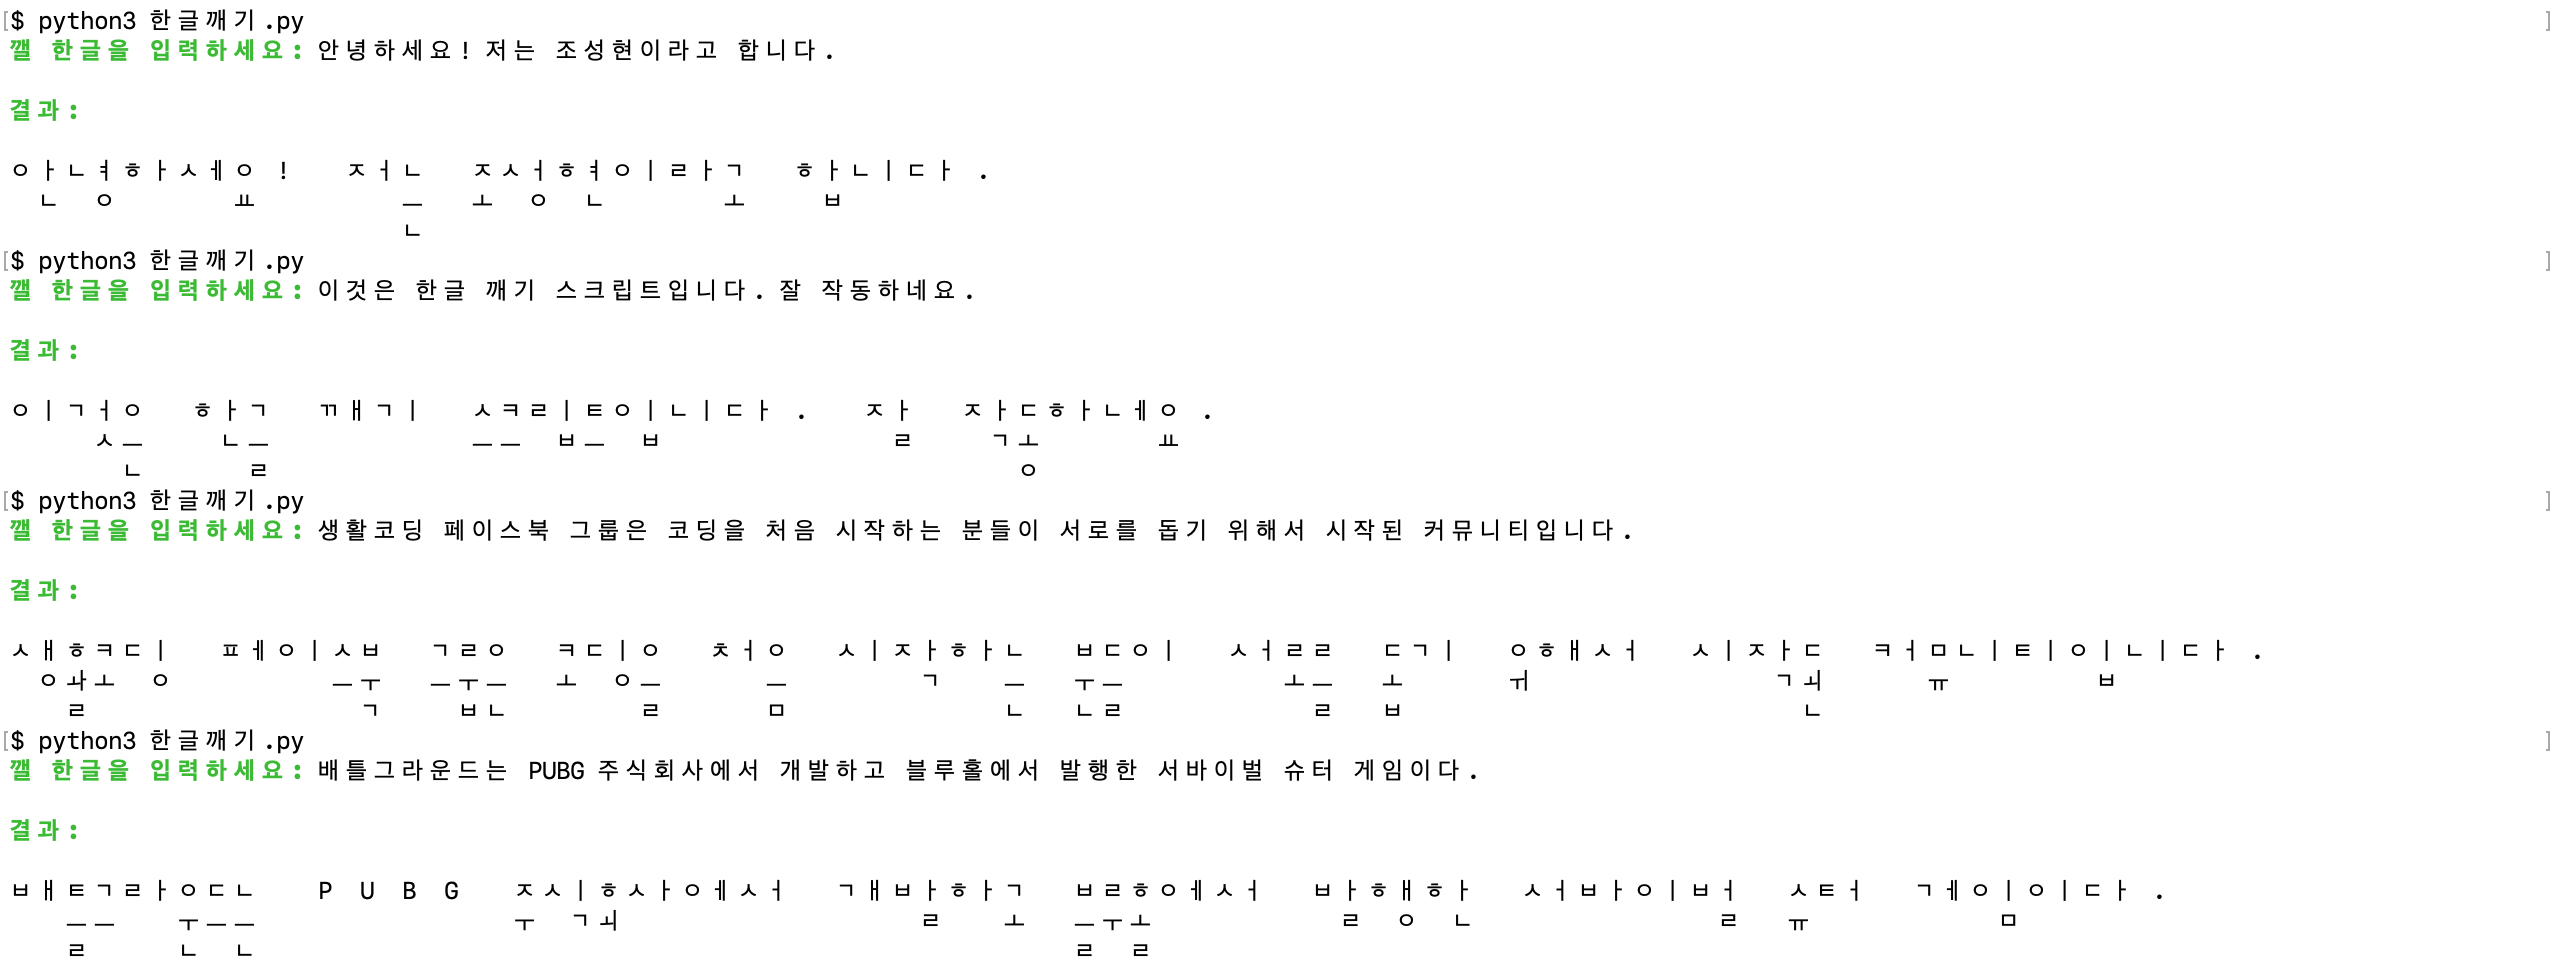 [$ python3 한글깨기.py ]
깰 한글을 입력하세요: 안녕하세요! 저는 조성현이라고 합니다.
결과:
ㅇㅏㄴㅕㅎㅏㅅㅔㅇ !  ㅈㅓㄴ  ㅈㅅㅓㅎㅕㅇㅣㄹㅏㄱ  ㅎㅏㄴㅣㄷㅏ .
ㄴ ㅇ ㅛ ㅡ ㅗ ㅇ ㄴ ㅗ ㅂ
ㄴ
[$ python3 한글깨기.py ]
깰 한글을 입력하세요: 이것은 한글 깨기 스크립트입니다. 잘 작동하네요.
결과:
ㅇㅣㄱㅓㅇ  ㅎㅏㄱ  ㄲㅐㄱㅣ  ㅅㅋㄹㅣㅌㅇㅣㄴㅣㄷㅏ .  ㅈㅏ  ㅈㅏㄷㅎㅏㄴㅔㅇ .
ㅅㅡ ㄴㅡ ㅡㅡ ㅂㅡ ㅂ ㄹ ㄱㅗ ㅛ
ㄴ ㄹ ㅇ
[$ python3 한글깨기.py ]
깰 한글을 입력하세요: 생활코딩 페이스북 그룹은 코딩을 처음 시작하는 분들이 서로를 돕기 위해서 시작된 커뮤니티입니다.
결과:
ㅅㅐㅎㅋㄷㅣ  ㅍㅔㅇㅣㅅㅂ  ㄱㄹㅇ  ㅋㄷㅣㅇ  ㅊㅓㅇ  ㅅㅣㅈㅏㅎㅏㄴ  ㅂㄷㅇㅣ  ㅅㅓㄹㄹ  ㄷㄱㅣ  ㅇㅎㅐㅅㅓ  ㅅㅣㅈㅏㄷ  ㅋㅓㅁㄴㅣㅌㅣㅇㅣㄴㅣㄷㅏ .
ㅇㅘㅗ ㅇ ㅡㅜ ㅡㅜㅡ ㅗ ㅇㅡ ㅡ ㄱ ㅡ ㅜㅡ ㅗㅡ ㅗ ㅟ ㄱㅚ ㅠ ㅂ
ㄹ ㄱ ㅂㄴ ㄹ ㅁ ㄴ ㄴㄹ ㄹ ㅂ ㄴ
[$ python3 한글깨기.py ]
깰 한글을 입력하세요: 배틀그라운드는 PUBG 주식회사에서 개발하고 블루홀에서 발행한 서바이벌 슈터 게임이다.
결과:
ㅂㅐㅌㄱㄹㅏㅇㄷㄴ  P U B G  ㅈㅅㅣㅎㅅㅏㅇㅔㅅㅓ  ㄱㅐㅂㅏㅎㅏㄱ  ㅂㄹㅎㅇㅔㅅㅓ  ㅂㅏㅎㅐㅎㅏ  ㅅㅓㅂㅏㅇㅣㅂㅓ  ㅅㅌㅓ  ㄱㅔㅇㅣㅇㅣㄷㅏ .
ㅡㅡ ㅜㅡㅡ ㅜ ㄱㅚ ㄹ ㅗ ㅡㅜㅗ ㄹ ㅇ ㄴ ㄹ ㅠ ㅁ
ㄹ ㄴ ㄴ ㄹ ㄹ